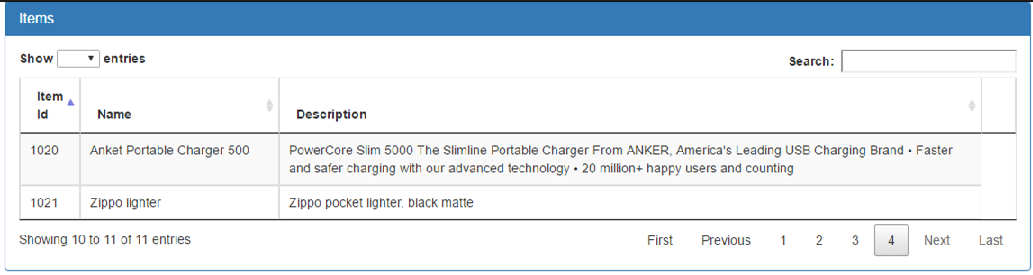 Items
Show entries
Search:
Item
Id
Name
Description
1020 Anket Portable Charger 500 PowerCore Slim 5000 The Slimline Portable Charger From ANKER, America's Leading USB Charging Brand • Faster
and safer charging with our advanced technology • 20 million+ happy users and counting
1021 Zippo lighter Zippo pocket lighter, black matte
Showing 10 to 11 of 11 entries First Previous 1 2 3 4 Next Last